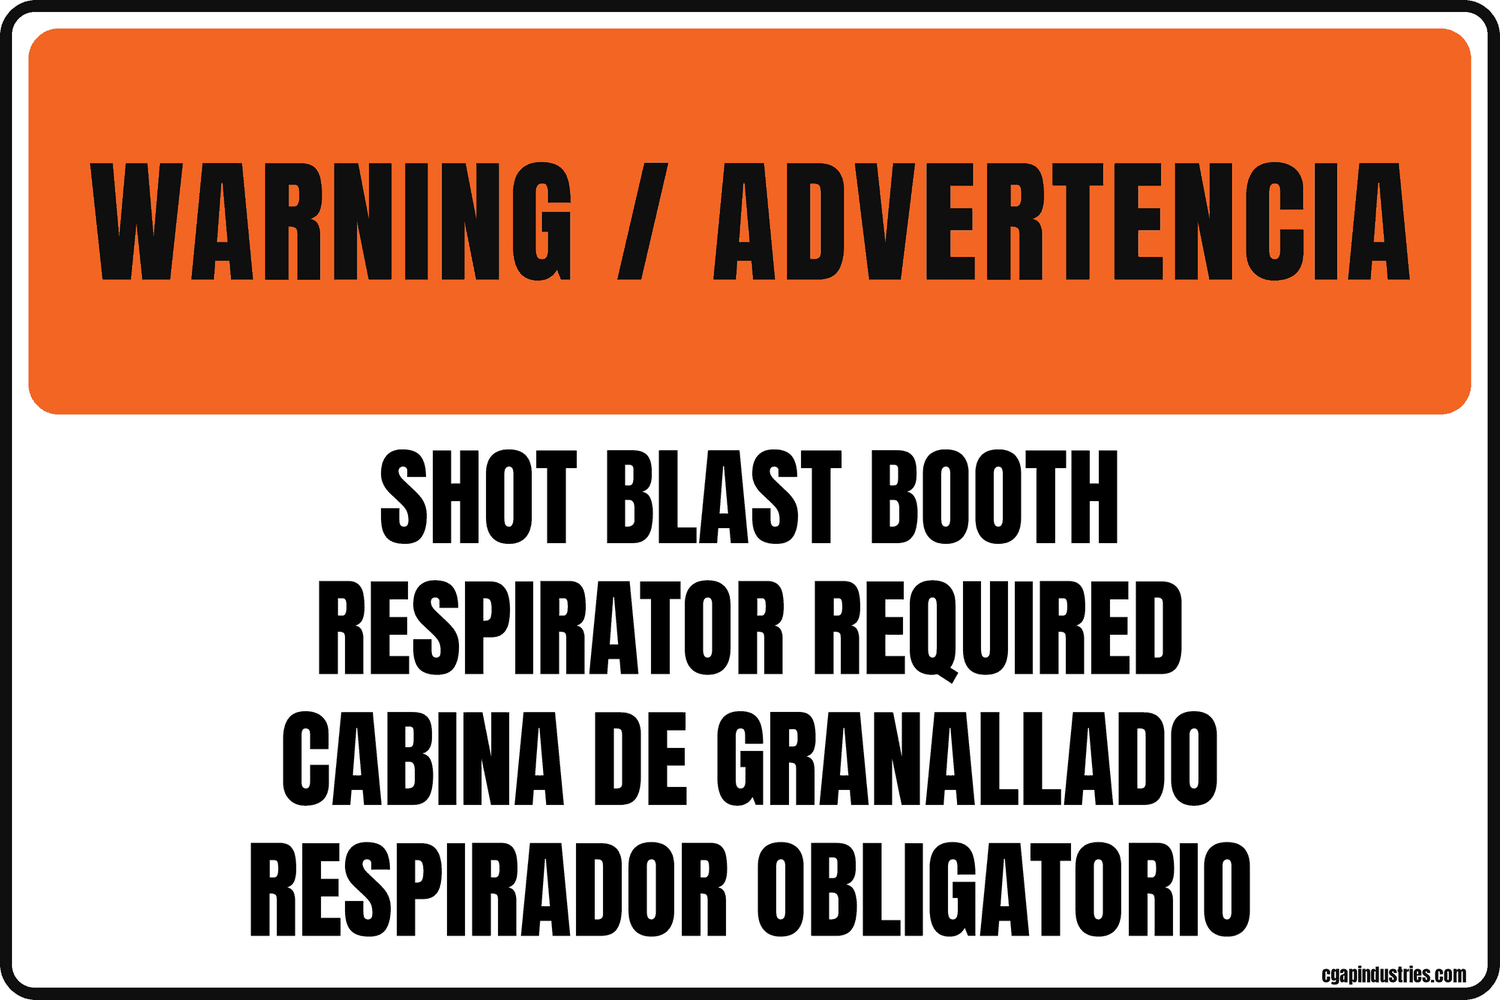 WARNING / ADVERTENCIA
SHOT BLAST BOOTH
RESPIRATOR REQUIRED
CABINA DE GRANALLADO
RESPIRADOR OBLIGATORIO
cgapindustries.com